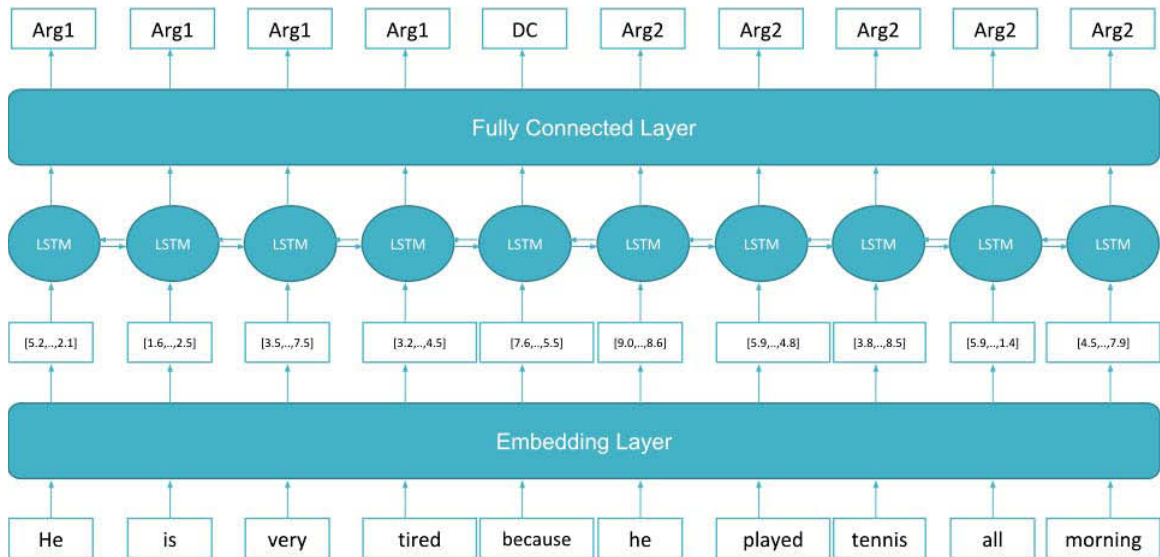 Arg1 Arg1 Arg1 Arg1 DC Arg2 Arg2 Arg2 Arg2 Arg2
Fully Connected Layer
LSTM LSTM LSTM LSTM LSTM LSTM LSTM LSTM LSTM LSTM
[5.2,..,2.1] [1.6,..,2.5] [3.5,..,7.5] [3.2,..,4.5] [7.6,..,5.5] [9.0,..,8.6] [5.9,..,4.8] [3.8,..,8.5] [5.9,..,1.4] [4.5,..,7.9]
Embedding Layer
He is very tired because he played tennis all morning